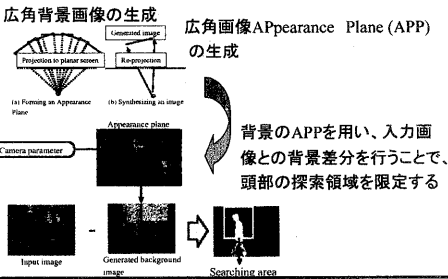 広角背景画像の生成
広角画像APpearance Plane (APP)
の生成
Generated image
Projection to planar screen
Re-projection
(a) Forming an Appearance
Plane
(b) Synthesizing an image
Appearance plane
Camera parameter
背景のAPPを用い、入力画
像との背景差分を行うことで、
頭部の探索領域を限定する
Input image
-
Generated background
image
Searching area